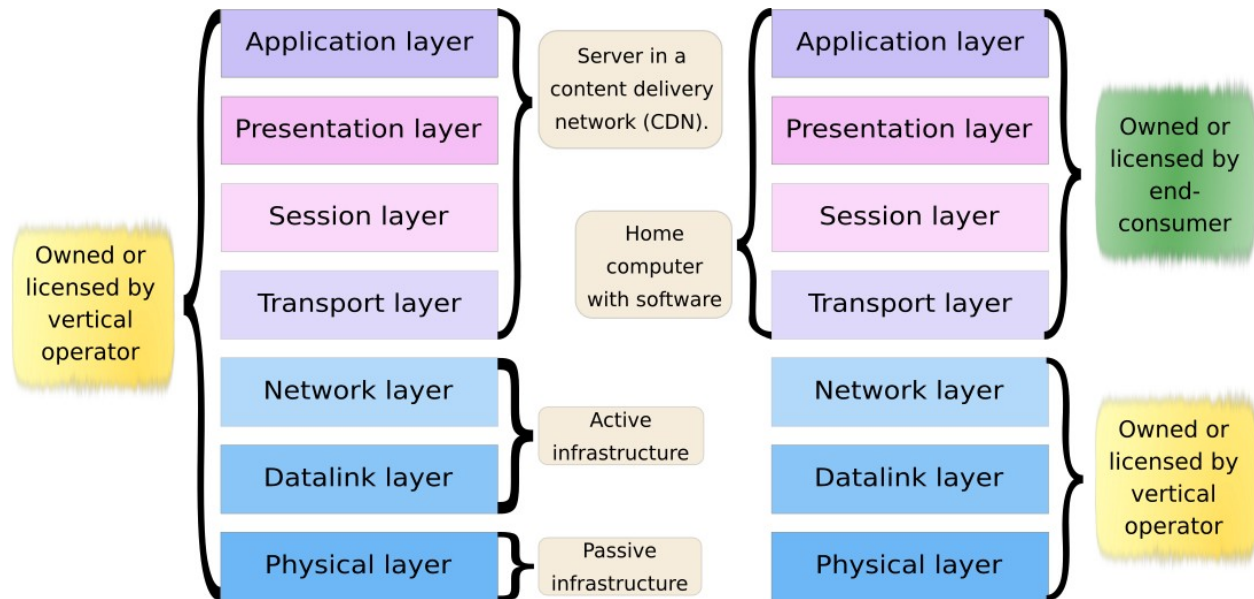 Owned or
licensed by
vertical
operator
Application layer
Presentation layer
Session layer
Transport layer
Network layer
Datalink layer
Physical layer
Server in a
content delivery
network (CDN).
Home
computer
with software
Active
infrastructure
Passive
infrastructure
Application layer
Presentation layer
Session layer
Transport layer
Network layer
Datalink layer
Physical layer
Owned or
licensed by
end-
consumer
Owned or
licensed by
vertical
operator